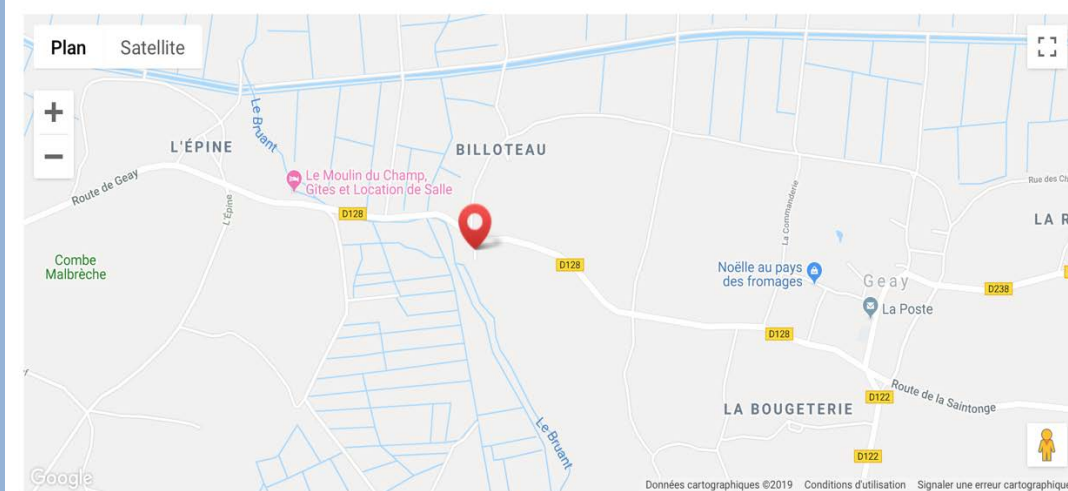 Plan Satellite
+
−
Le Bruant
L'ÉPINE
BILLOTEAU
Le Moulin du Champ,
Gites et Location de Salle
Route de Geay
L'Épine
D128
Rue des Ch
La Commanderie
LA R
Combe
Malbrèche
D128
Noëlle au pays
des fromages
Geay
D238
La Poste
D128
Route de la Saintonge
D122
LA BOUGETERIE
Le Bruant
D122
Google
Données cartographiques ©2019 Conditions d'utilisation Signaler une erreur cartographique